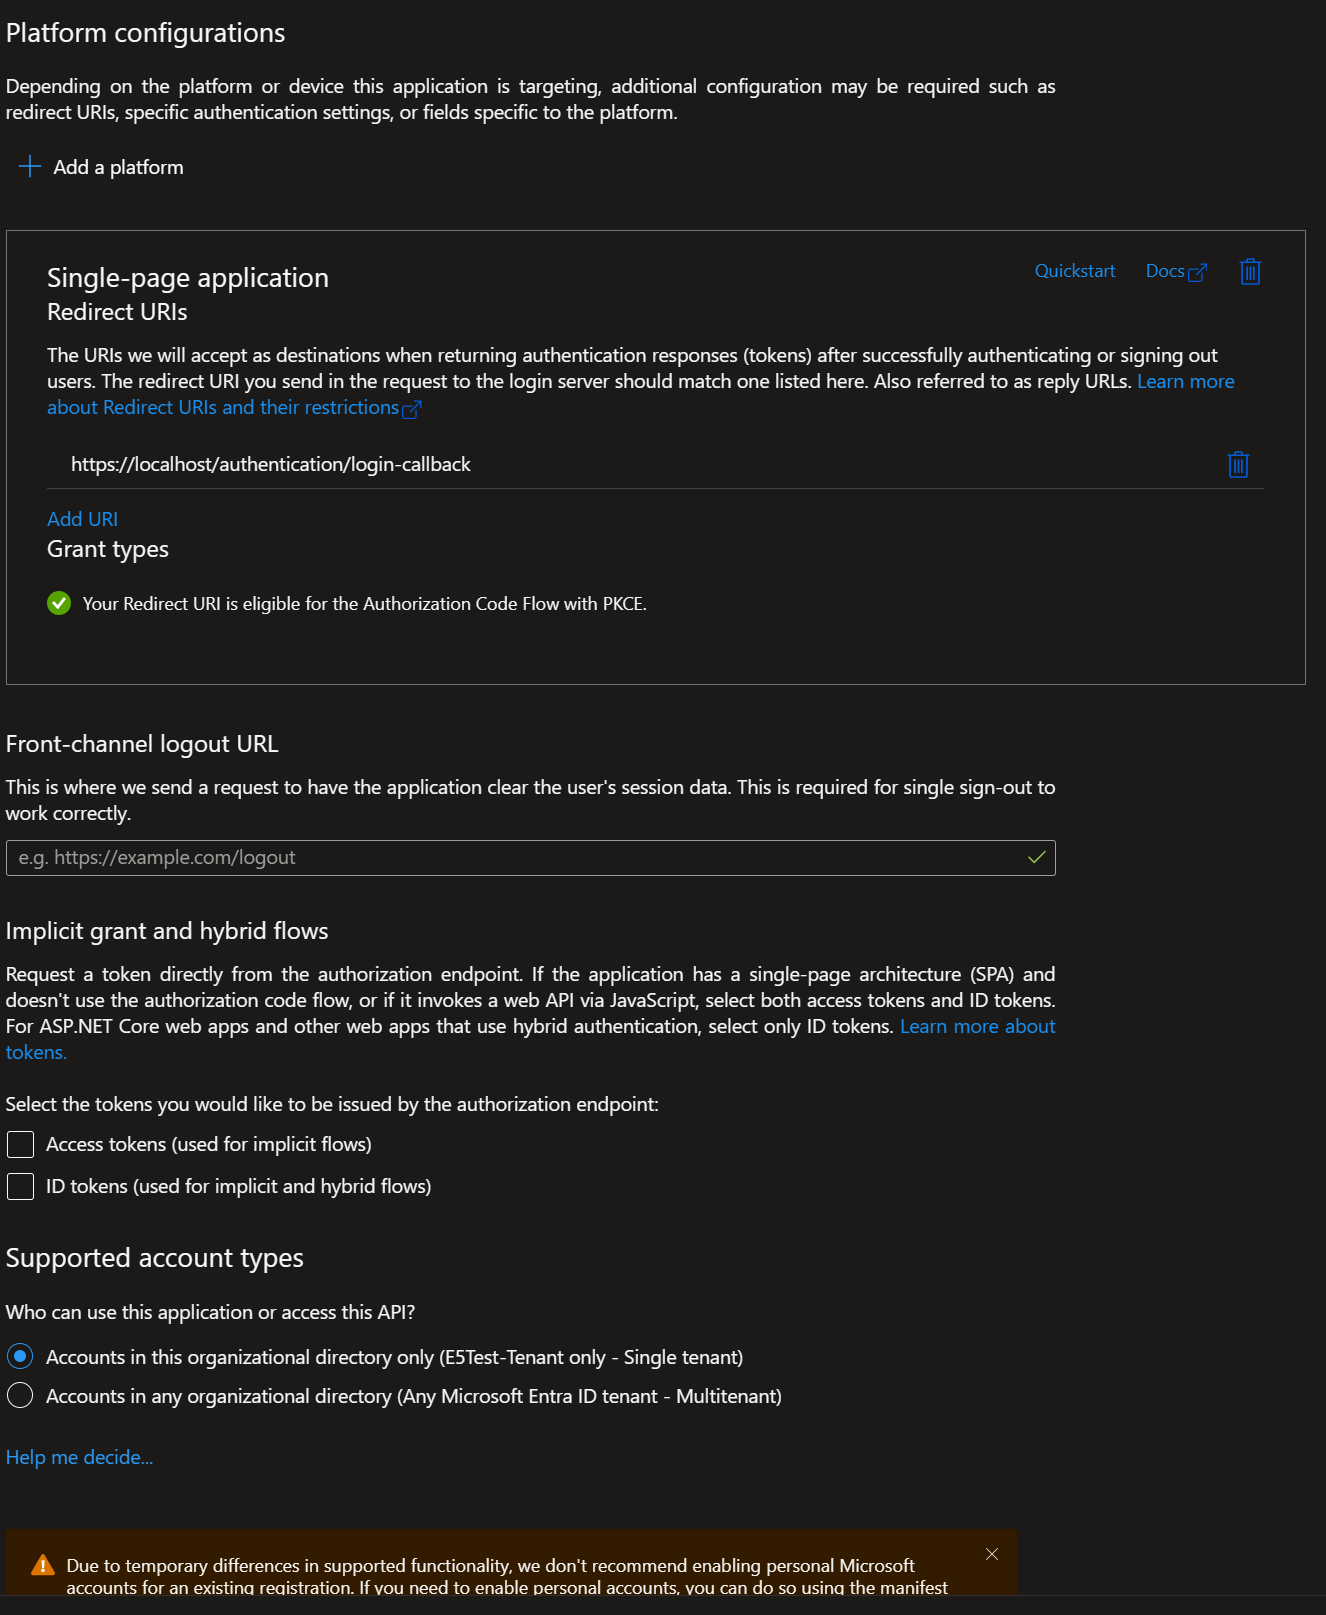 Platform configurations
Depending on the platform or device this application is targeting, additional configuration may be required such as
redirect URIs, specific authentication settings, or fields specific to the platform.
Add a platform
Single-page application
Quickstart
Docs
Redirect URIs
The URIs we will accept as destinations when returning authentication responses (tokens) after successfully authenticating or signing out
users. The redirect URI you send in the request to the login server should match one listed here. Also referred to as reply URLs. Learn more
about Redirect URIs and their restrictions
https://localhost/authentication/login-callback
Add URI
Grant types
Your Redirect URI is eligible for the Authorization Code Flow with PKCE.
Front-channel logout URL
This is where we send a request to have the application clear the user's session data. This is required for single sign-out to
work correctly.
e.g. https://example.com/logout
Implicit grant and hybrid flows
Request a token directly from the authorization endpoint. If the application has a single-page architecture (SPA) and
doesn't use the authorization code flow, or if it invokes a web API via JavaScript, select both access tokens and ID tokens.
For ASP.NET Core web apps and other web apps that use hybrid authentication, select only ID tokens. Learn more about
tokens.
Select the tokens you would like to be issued by the authorization endpoint:
Access tokens (used for implicit flows)
ID tokens (used for implicit and hybrid flows)
Supported account types
Who can use this application or access this API?
Accounts in this organizational directory only (E5Test-Tenant only - Single tenant)
Accounts in any organizational directory (Any Microsoft Entra ID tenant - Multitenant)
Help me decide...
Due to temporary differences in supported functionality, we don't recommend enabling personal Microsoft
accounts for an existing registration. If you need to enable personal accounts, you can do so using the manifest